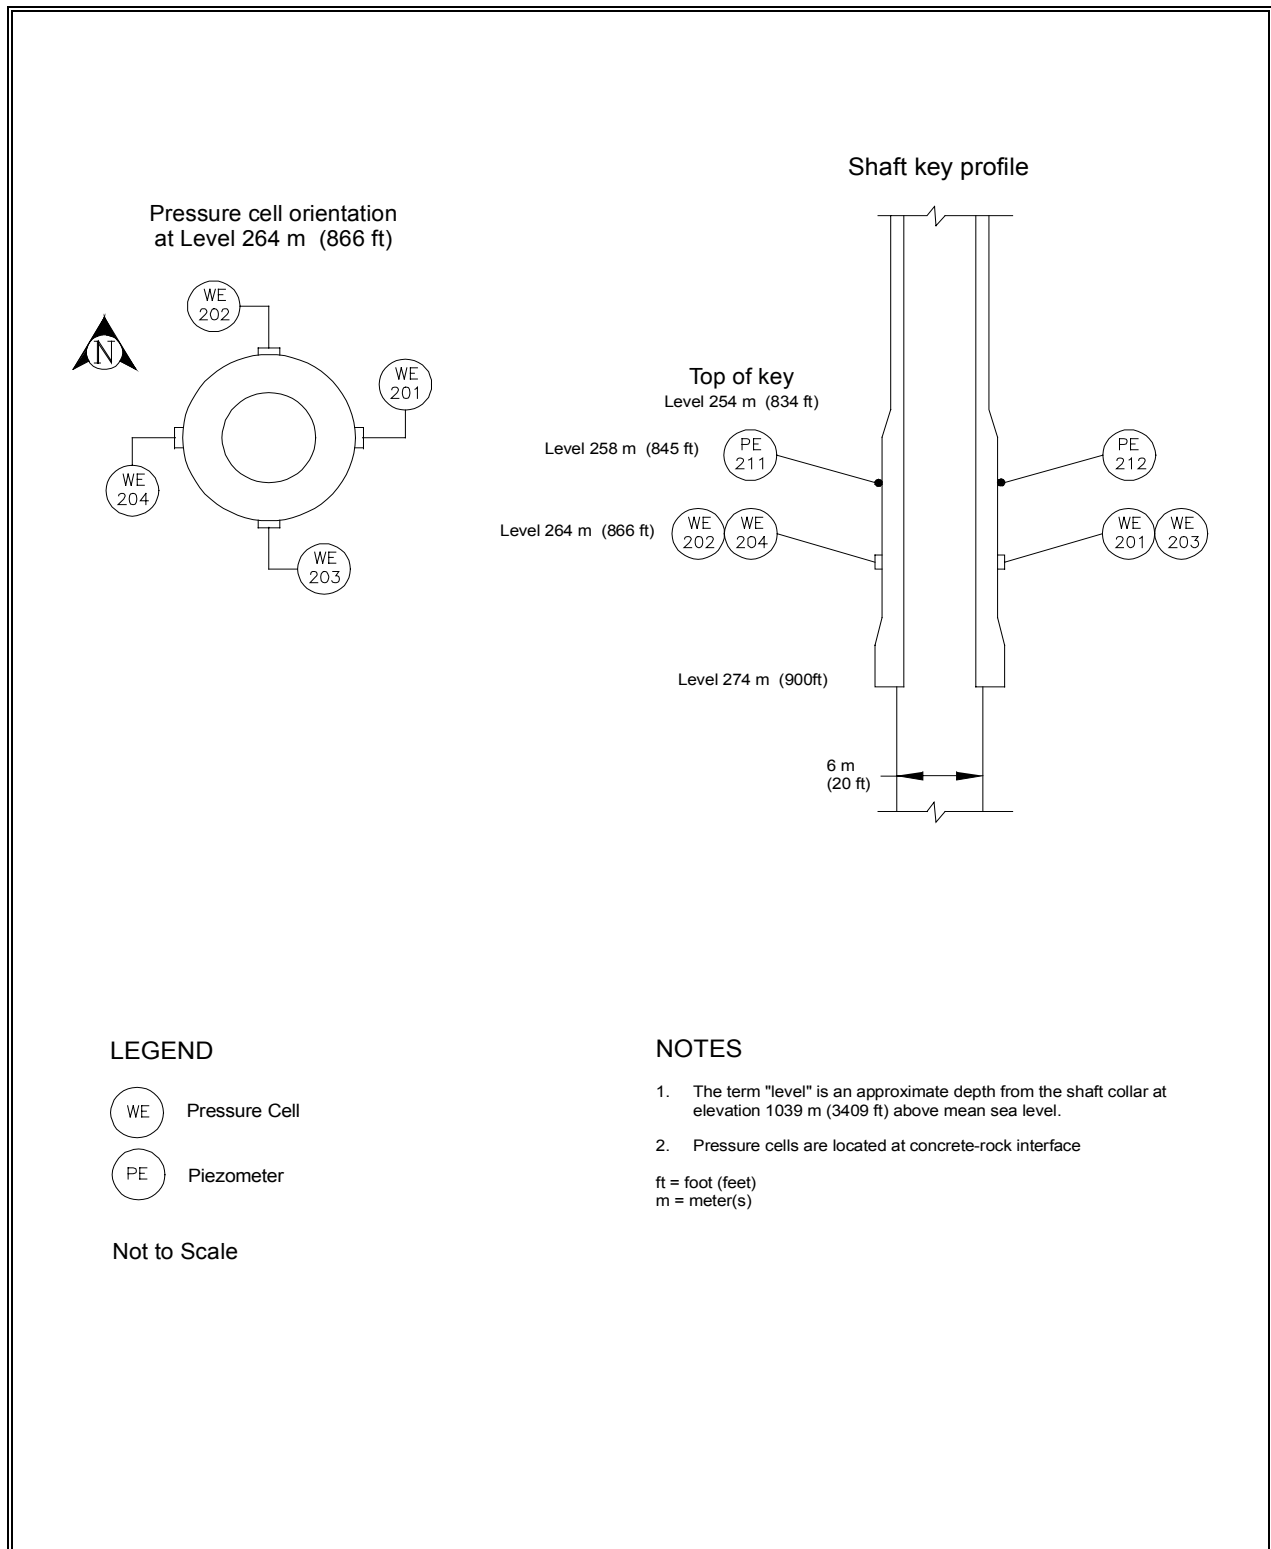 Shaft key profile
Pressure cell orientation
at Level 264 m (866 ft)
WE
202
N
WE
201
WE
204
WE
203
Top of key
Level 254 m (834 ft)
Level 258 m (845 ft)
PE
211
PE
212
Level 264 m (866 ft)
WE
202
WE
204
WE
201
WE
203
Level 274 m (900ft)
6 m
(20 ft)
LEGEND
WE Pressure Cell
PE Piezometer
Not to Scale
NOTES
1. The term "level" is an approximate depth from the shaft collar at
elevation 1039 m (3409 ft) above mean sea level.
2. Pressure cells are located at concrete-rock interface
ft = foot (feet)
m = meter(s)